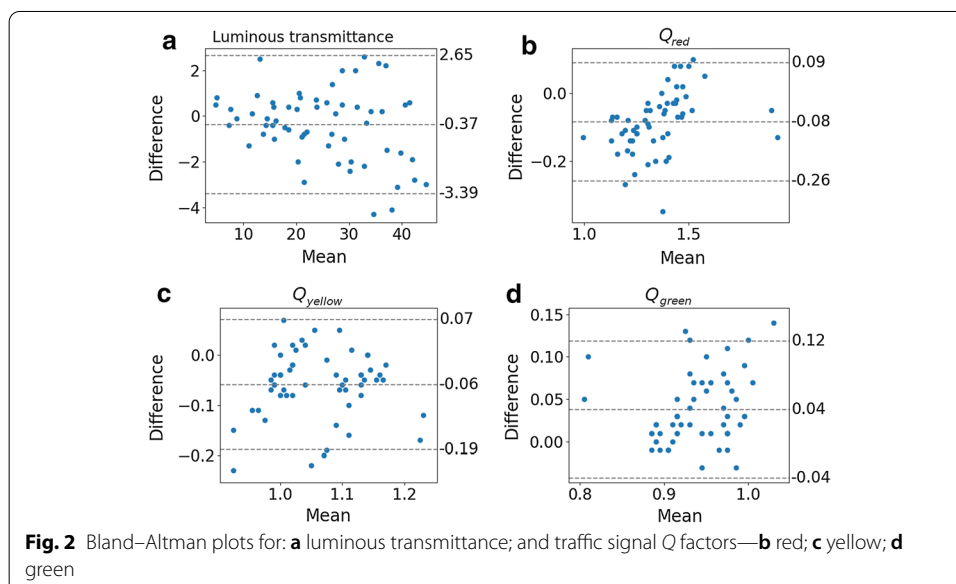 a Luminous transmittance
2
0
−2
−4
2.65
-0.37
-3.39
10 20 30 40
Mean
Difference
b Qred
0.0
−0.2
0.09
-0.08
-0.26
1.0 1.5
Mean
Difference
c Qyellow
0.0
−0.1
−0.2
0.07
-0.06
-0.19
1.0 1.1 1.2
Mean
Difference
d Qgreen
0.15
0.10
0.05
0.00
0.12
0.04
-0.04
0.8 0.9 1.0
Mean
Difference
Fig. 2 Bland–Altman plots for: a luminous transmittance; and traffic signal Q factors—b red; c yellow; d
green